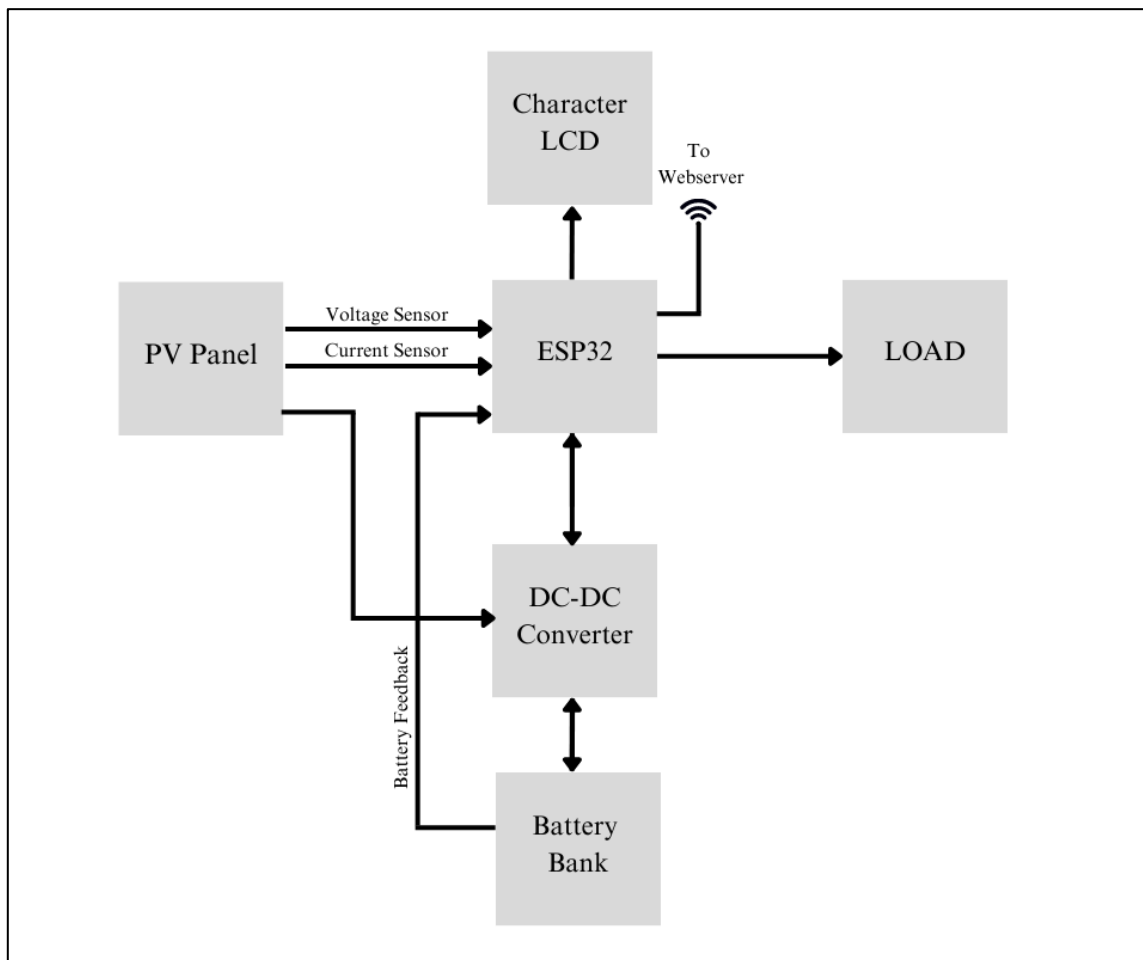 Character
LCD
To
Webserver
Voltage Sensor
PV Panel
Current Sensor
ESP32
LOAD
DC-DC
Converter
Battery Feedback
Battery
Bank